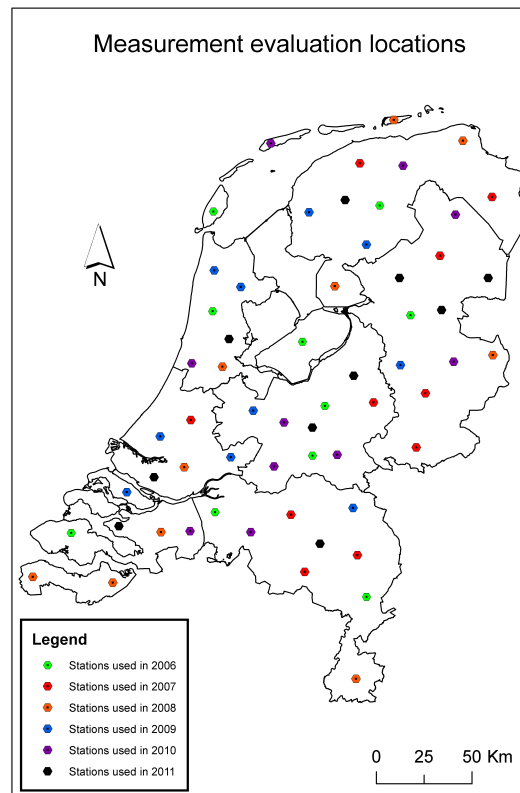 Measurement evaluation locations
N
Legend
Stations used in 2006
Stations used in 2007
Stations used in 2008
Stations used in 2009
Stations used in 2010
Stations used in 2011
0 25 50 Km